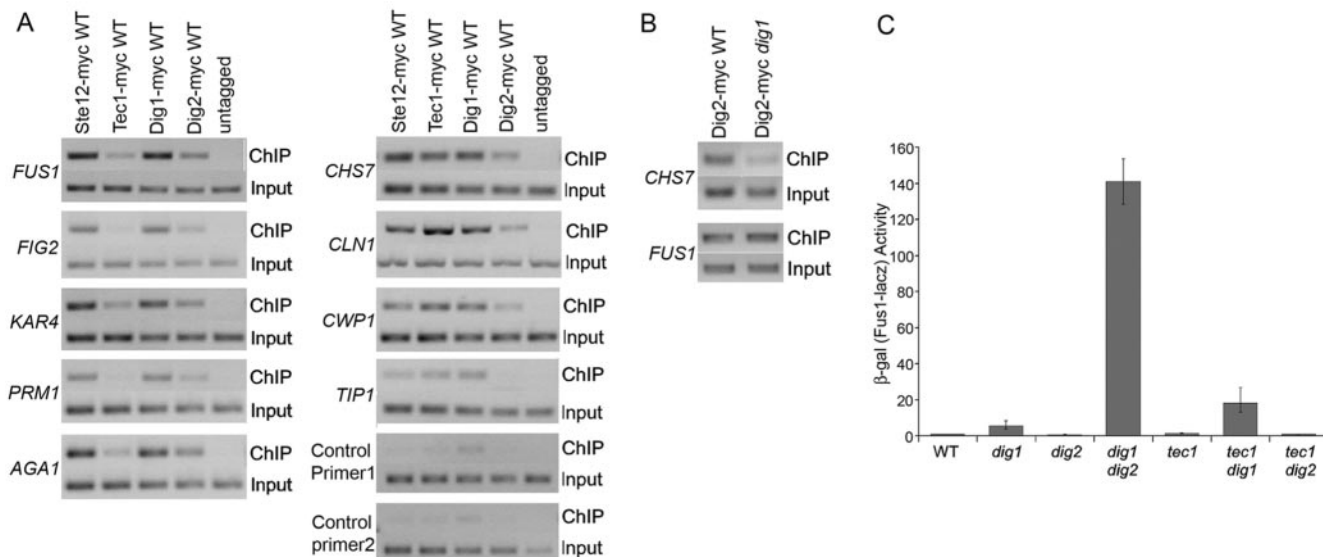 A
Ste12-myc WT
Tec1-myc WT
Dig1-myc WT
Dig2-myc WT
untagged
FUS1
ChIP
Input
FIG2
ChIP
Input
KAR4
ChIP
Input
PRM1
ChIP
Input
AGA1
ChIP
Input
Ste12-myc WT
Tec1-myc WT
Dig1-myc WT
Dig2-myc WT
untagged
CHS7
ChIP
Input
CLN1
ChIP
Input
CWP1
ChIP
Input
TIP1
ChIP
Input
Control
Primer1
ChIP
Input
Control
primer2
ChIP
Input
B
Dig2-myc WT
Dig2-myc dig1
CHS7
ChIP
Input
FUS1
ChIP
Input
C
β-gal (Fus1-lacz) Activity
160
140
120
100
80
60
40
20
0
WT
dig1
dig2
dig1
dig2
tec1
tec1
dig1
tec1
dig2